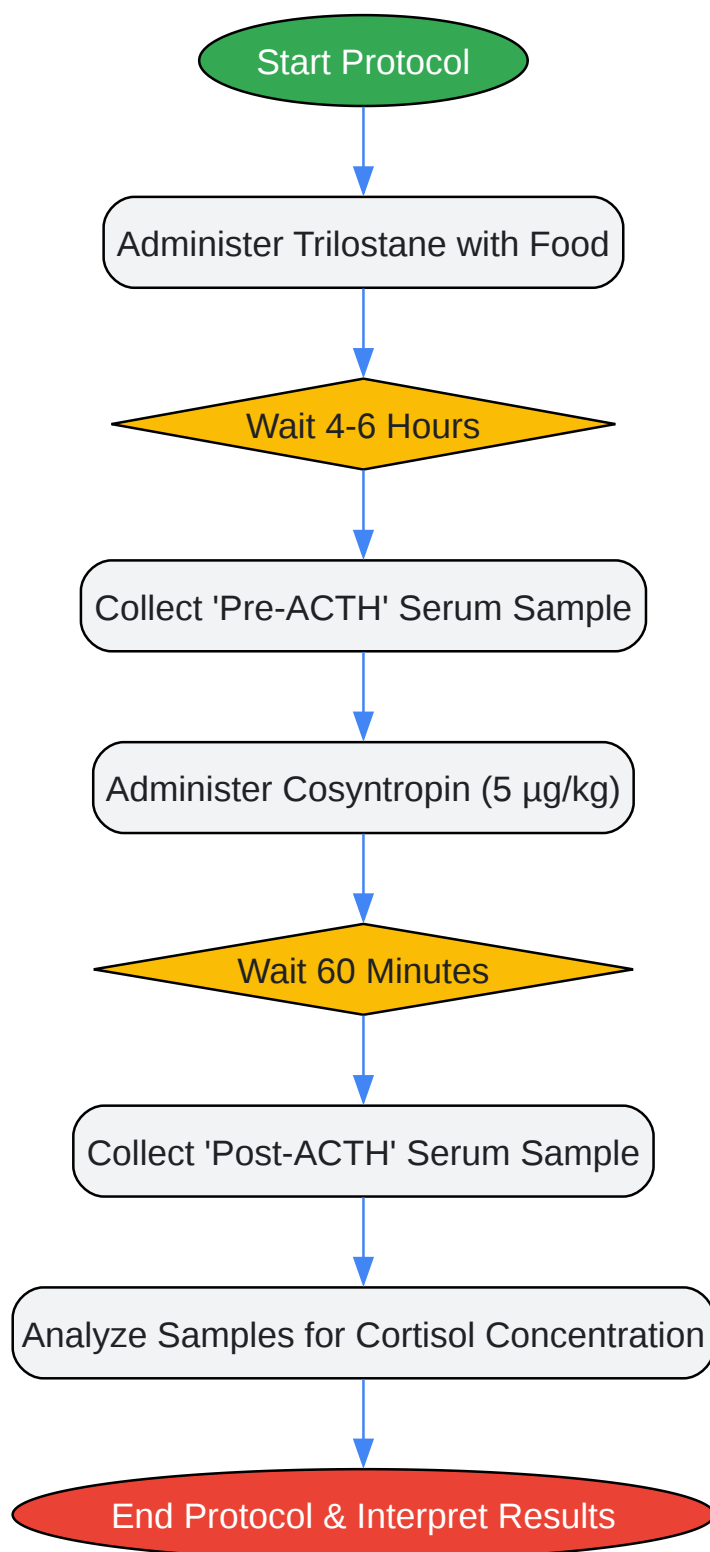 Start Protocol
Administer Trilostane with Food
Wait 4-6 Hours
Collect 'Pre-ACTH' Serum Sample
Administer Cosyntropin (5 µg/kg)
Wait 60 Minutes
Collect 'Post-ACTH' Serum Sample
Analyze Samples for Cortisol Concentration
End Protocol & Interpret Results